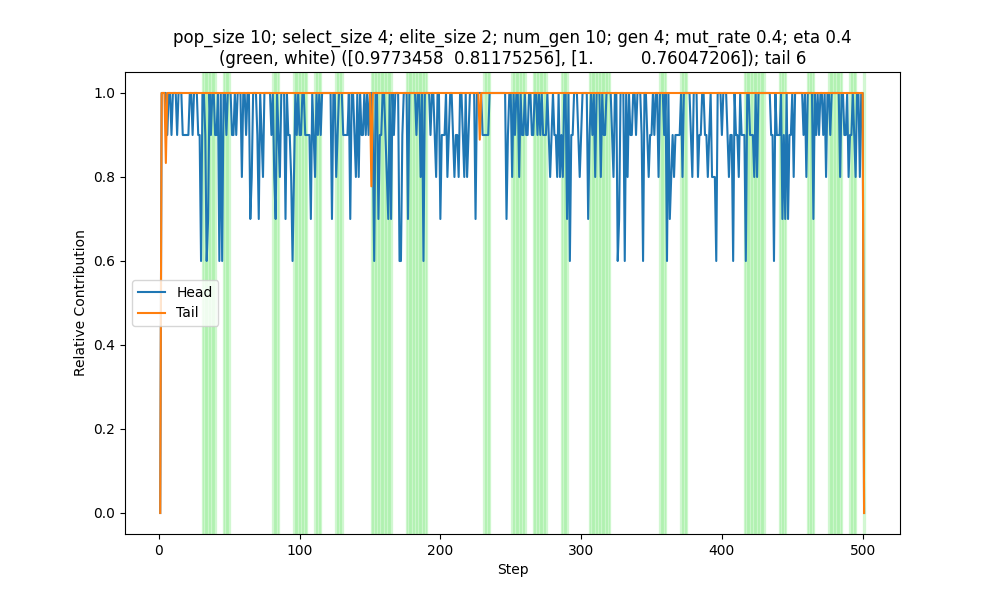 pop_size 10; select_size 4; elite_size 2; num_gen 10; gen 4; mut_rate 0.4; eta 0.4
(green, white) ([0.9773458  0.81175256], [1.         0.76047206]); tail 6
1.0
0.8
0.6
0.4
0.2
0.0
Relative Contribution
Head
Tail
0
100
200
300
400
500
Step